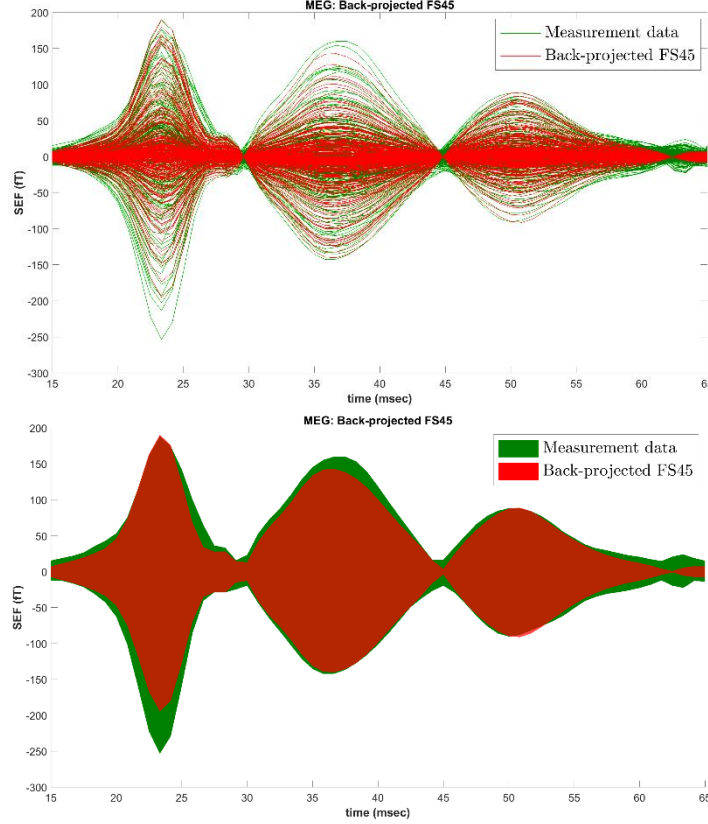 MEG: Back-projected FS45
200
150
100
50
0
-50
-100
-150
-200
-250
-300
SEF (fT)
Measurement data
Back-projected FS45
15 20 25 30 35 40 45 50 55 60 65
time (msec)
MEG: Back-projected FS45
200
150
100
50
0
-50
-100
-150
-200
-250
-300
SEF (fT)
Measurement data
Back-projected FS45
15 20 25 30 35 40 45 50 55 60 65
time (msec)